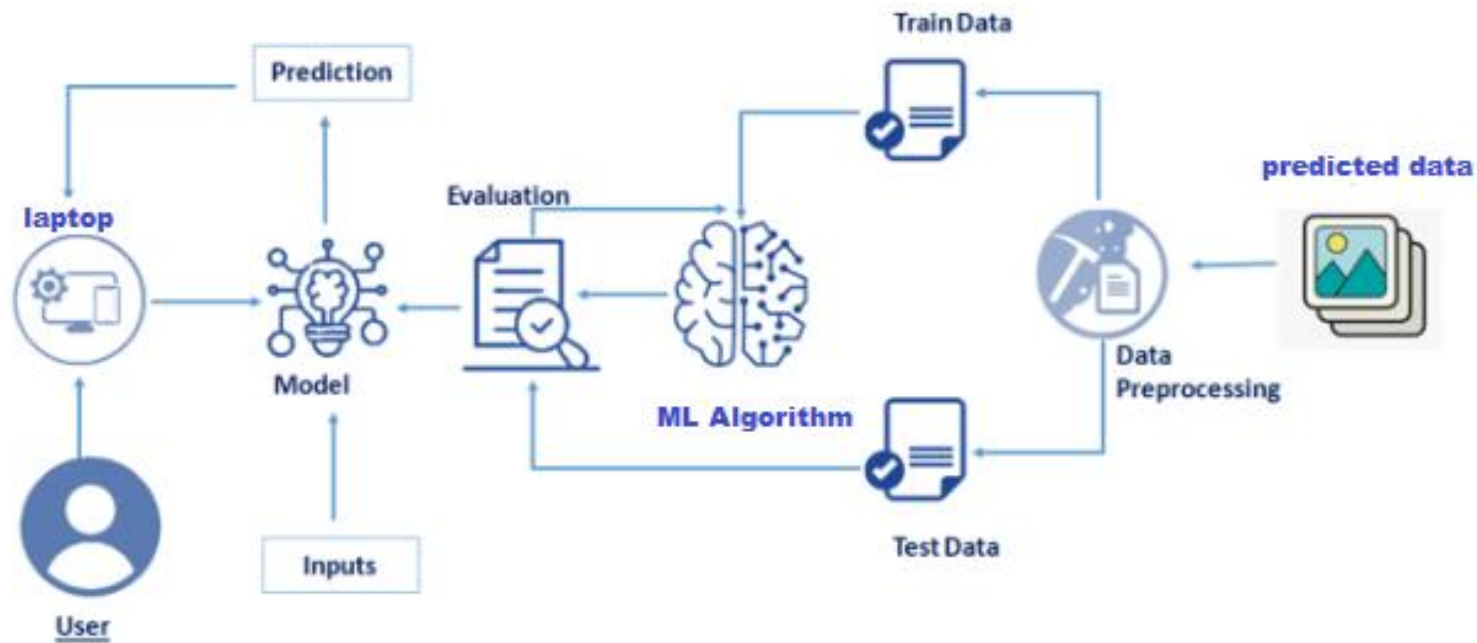 Train Data
Prediction
predicted data
Evaluation
laptop
Data
Preprocessing
Model
ML Algorithm
Test Data
Inputs
User